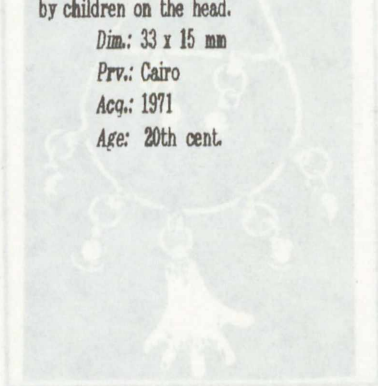 by children on the head.
Dim.: 33 x 15 mm
Prv.: Cairo
Acq.: 1971
Age: 20th cent.